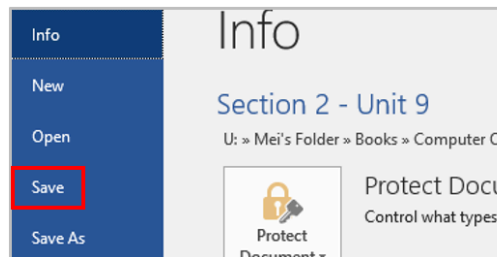 Info
New
Open
Save
Save As
Info
Section 2 - Unit 9
U: » Mei's Folder » Books » Computer
Protect
Document
Protect
Control what types